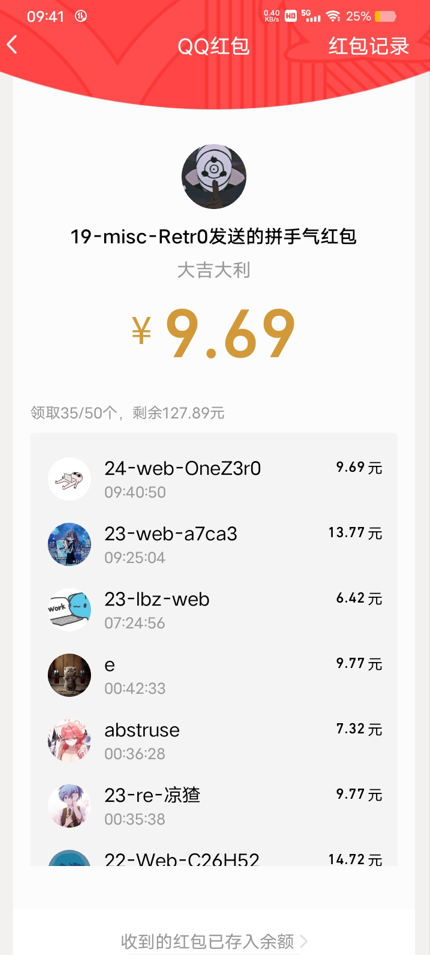 09:41
0.40 KB/s HD 5G 25%
QQ红包
红包记录
19-misc-Retr0发送的拼手气红包
大吉大利
¥ 9.69
领取35/50个，剩余127.89元
24-web-OneZ3r0 9.69 元
09:40:50
23-web-a7ca3 13.77 元
09:25:04
work
23-lbz-web 6.42 元
07:24:56
e 9.77 元
00:42:33
abstruse 7.32 元
00:36:28
23-re-凉猹 9.77 元
00:35:38
22-Web-C26H52 14.72 元
收到的红包已存入余额